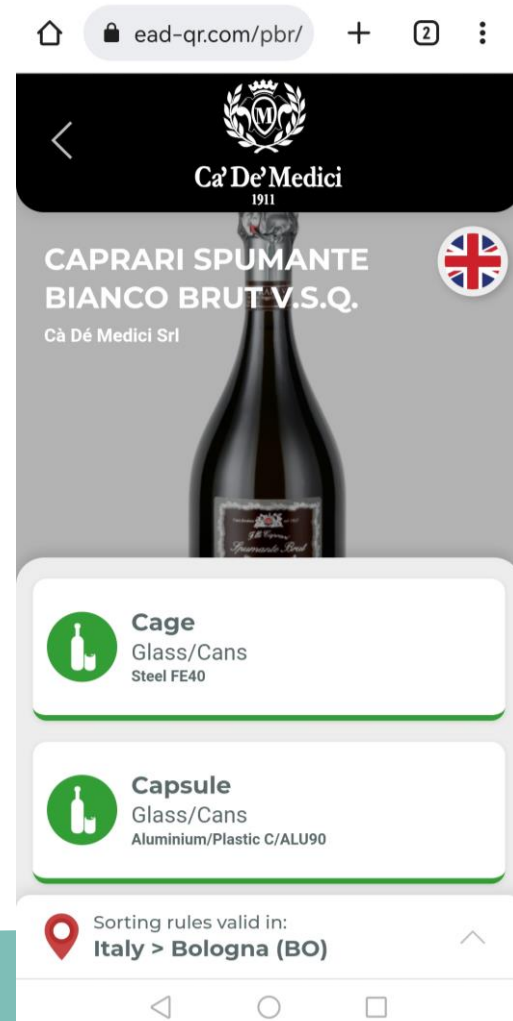 ead-qr.com/pbr/
2
M
Ca' De' Medici
1911
CAPRARI SPUMANTE
BIANCO BRUT V.S.Q.
Cà Dé Medici Srl
Spumante Brut
Cage
Glass/Cans
Steel FE40
Capsule
Glass/Cans
Aluminium/Plastic C/ALU90
Sorting rules valid in:
Italy > Bologna (BO)